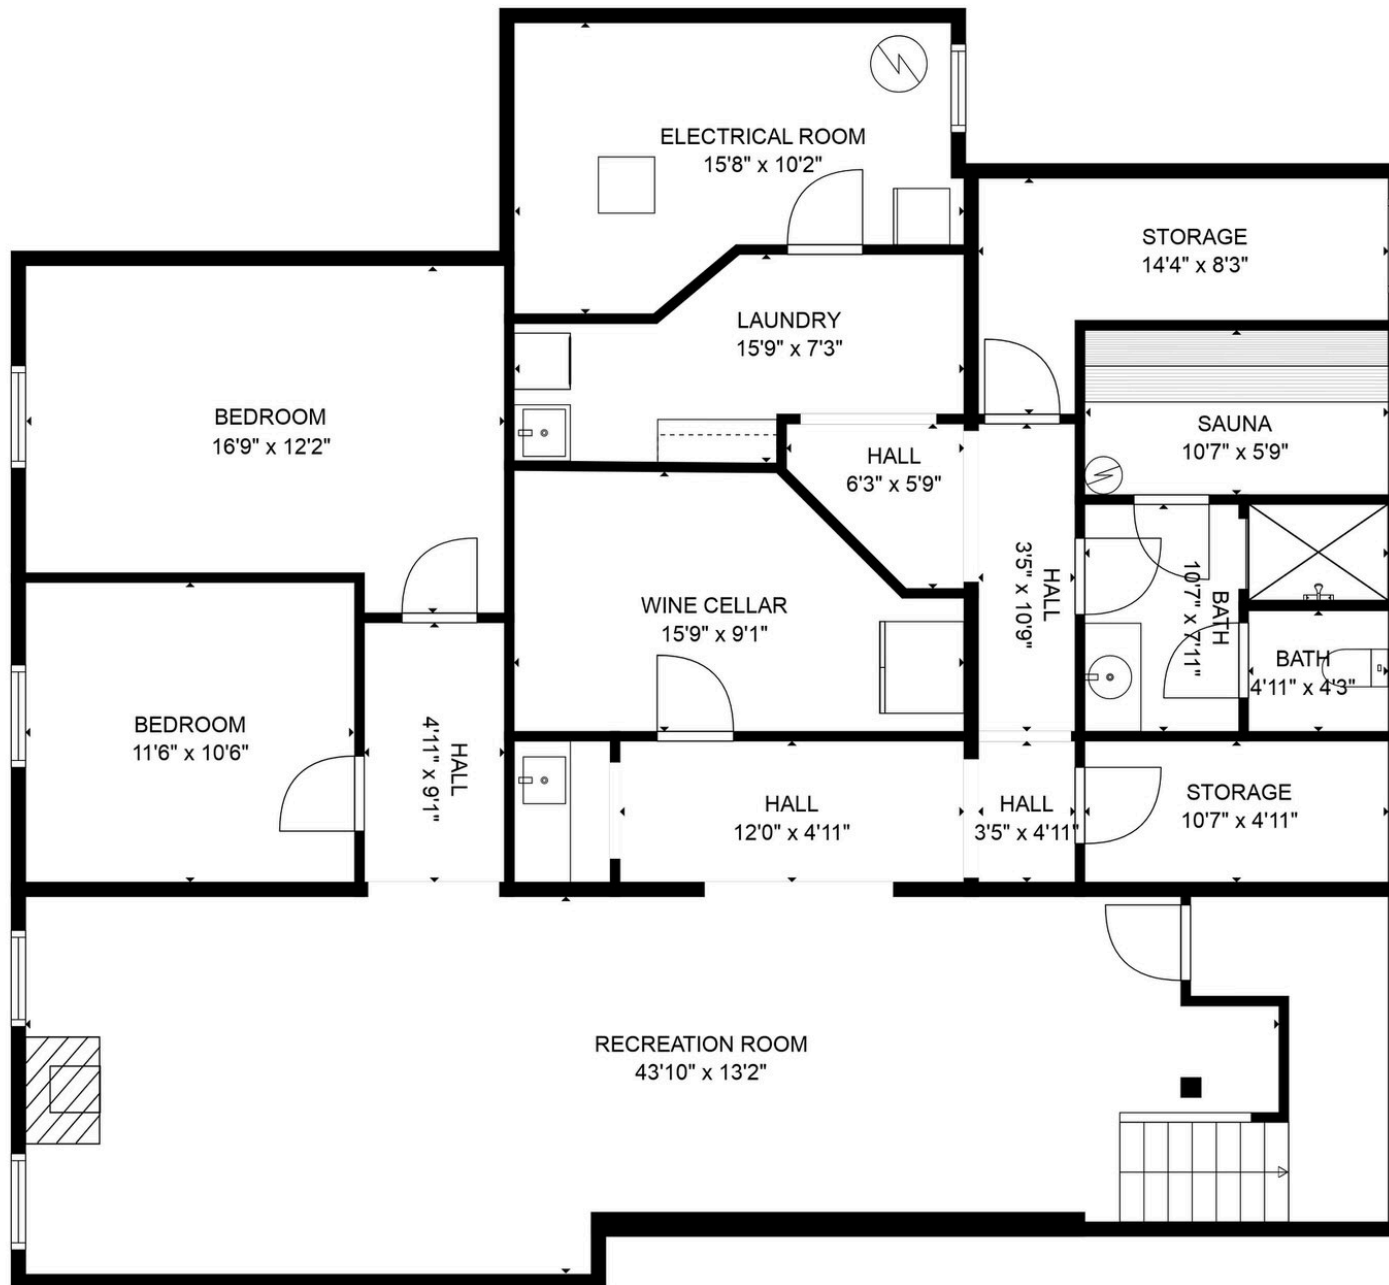 ELECTRICAL ROOM
15'8" x 10'2"
STORAGE
14'4" x 8'3"
LAUNDRY
15'9" x 7'3"
BEDROOM
16'9" x 12'2"
SAUNA
10'7" x 5'9"
HALL
6'3" x 5'9"
HALL
3'5" x 10'9"
BATH
10'7" x 7'11"
WINE CELLAR
15'9" x 9'1"
BATH
4'11" x 4'3"
BEDROOM
11'6" x 10'6"
HALL
4'11" x 9'1"
HALL
12'0" x 4'11"
HALL
3'5" x 4'11"
STORAGE
10'7" x 4'11"
RECREATION ROOM
43'10" x 13'2"